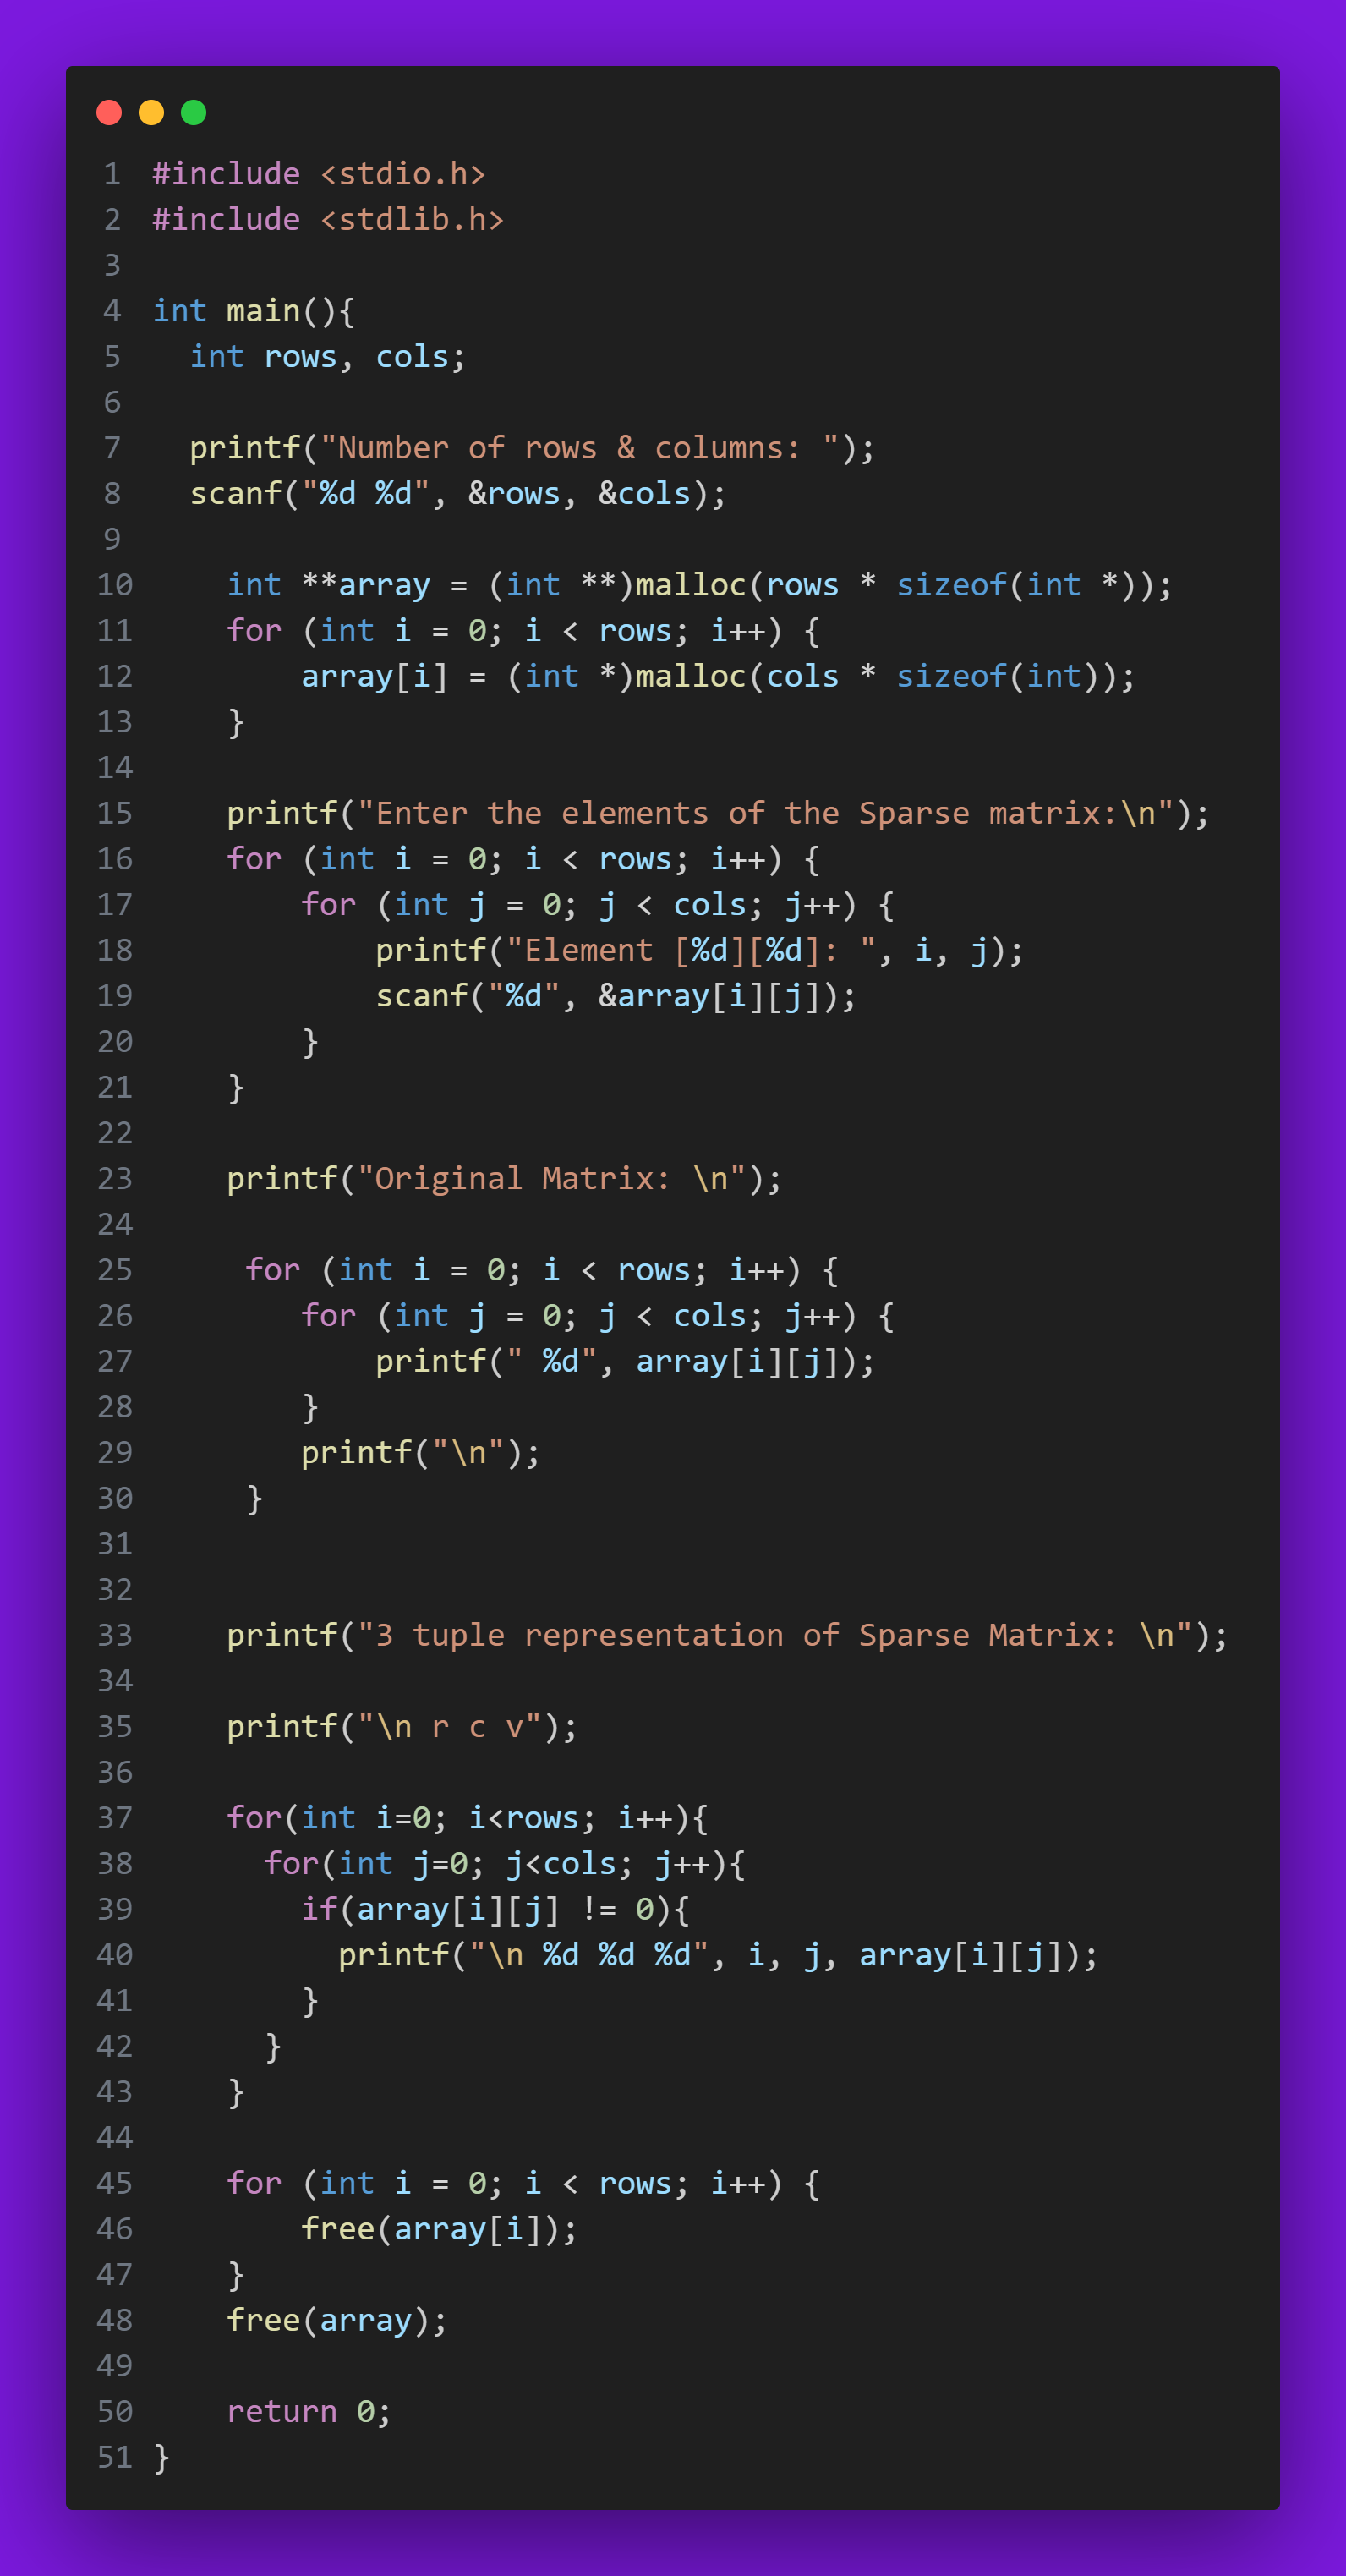 1 #include <stdio.h>
2 #include <stdlib.h>
3
4 int main(){
5   int rows, cols;
6
7   printf("Number of rows & columns: ");
8   scanf("%d %d", &rows, &cols);
9
10     int **array = (int **)malloc(rows * sizeof(int *));
11     for (int i = 0; i < rows; i++) {
12         array[i] = (int *)malloc(cols * sizeof(int));
13     }
14
15     printf("Enter the elements of the Sparse matrix:\n");
16     for (int i = 0; i < rows; i++) {
17         for (int j = 0; j < cols; j++) {
18             printf("Element [%d][%d]: ", i, j);
19             scanf("%d", &array[i][j]);
20         }
21     }
22
23     printf("Original Matrix: \n");
24
25      for (int i = 0; i < rows; i++) {
26         for (int j = 0; j < cols; j++) {
27             printf(" %d", array[i][j]);
28         }
29         printf("\n");
30      }
31
32
33     printf("3 tuple representation of Sparse Matrix: \n");
34
35     printf("\n r c v");
36
37     for(int i=0; i<rows; i++){
38       for(int j=0; j<cols; j++){
39         if(array[i][j] != 0){
40           printf("\n %d %d %d", i, j, array[i][j]);
41         }
42       }
43     }
44
45     for (int i = 0; i < rows; i++) {
46         free(array[i]);
47     }
48     free(array);
49
50     return 0;
51 }